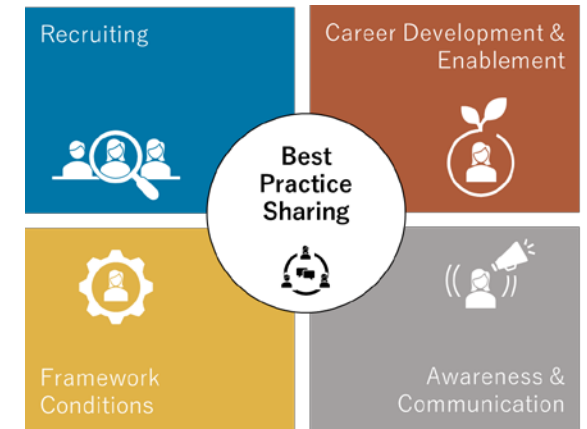 Recruiting
Career Development &
Enablement
Best
Practice
Sharing
Framework
Conditions
Awareness &
Communication